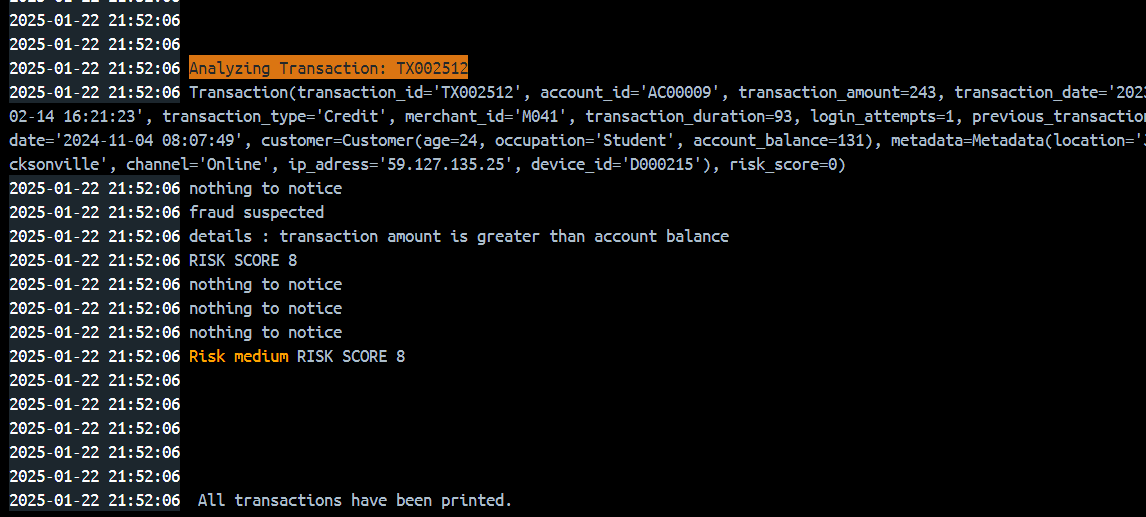 2025-01-22 21:52:06
2025-01-22 21:52:06
2025-01-22 21:52:06 Analyzing Transaction: TX002512
2025-01-22 21:52:06 Transaction(transaction_id='TX002512', account_id='AC00009', transaction_amount=243, transaction_date='2023
02-14 16:21:23', transaction_type='Credit', merchant_id='M041', transaction_duration=93, login_attempts=1, previous_transaction
date='2024-11-04 08:07:49', customer=Customer(age=24, occupation='Student', account_balance=131), metadata=Metadata(location='J
cksonville', channel='Online', ip_adress='59.127.135.25', device_id='D000215'), risk_score=0)
2025-01-22 21:52:06 nothing to notice
2025-01-22 21:52:06 fraud suspected
2025-01-22 21:52:06 details : transaction amount is greater than account balance
2025-01-22 21:52:06 RISK SCORE 8
2025-01-22 21:52:06 nothing to notice
2025-01-22 21:52:06 nothing to notice
2025-01-22 21:52:06 nothing to notice
2025-01-22 21:52:06 Risk medium RISK SCORE 8
2025-01-22 21:52:06
2025-01-22 21:52:06
2025-01-22 21:52:06
2025-01-22 21:52:06
2025-01-22 21:52:06
2025-01-22 21:52:06 All transactions have been printed.